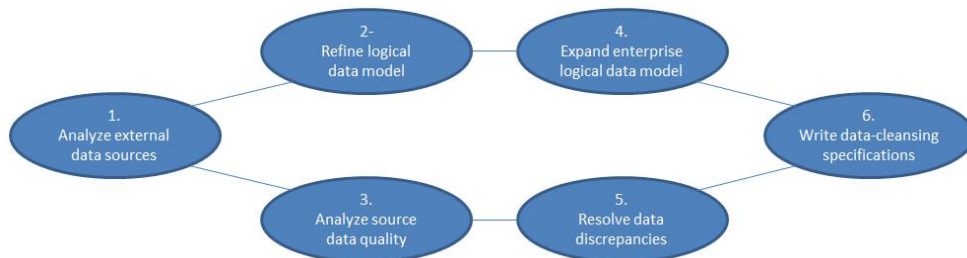 1.
Analyze external
data sources
2-
Refine logical
data model
3.
Analyze source
data quality
4.
Expand enterprise
logical data model
5.
Resolve data
discrepancies
6.
Write data-cleansing
specifications